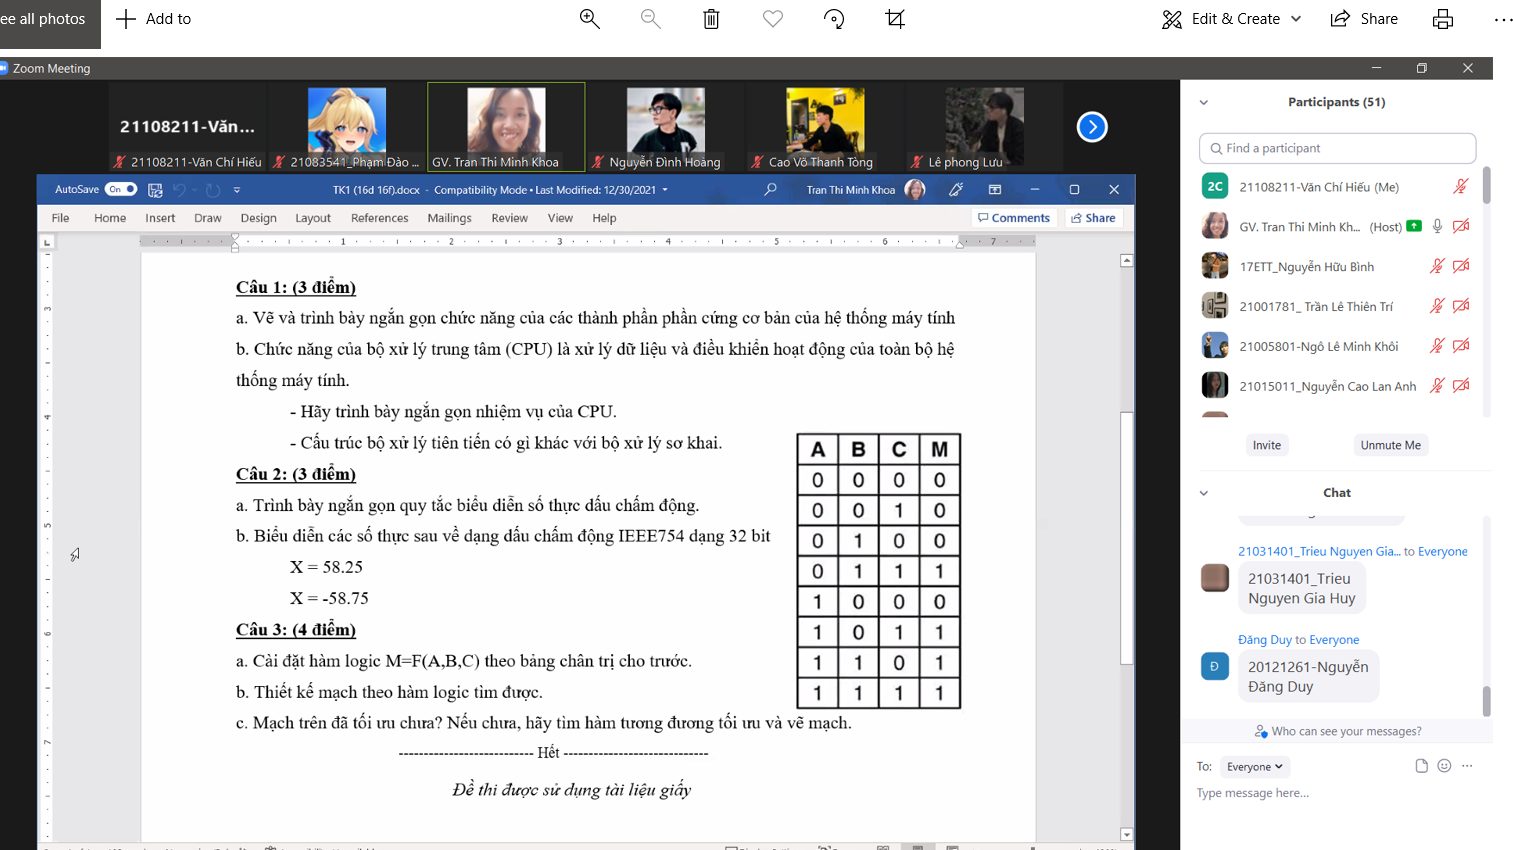 ee all photos
Add to
Edit & Create
Share
Zoom Meeting
21108211-Văn...
21108211-Văn Chí Hiếu
21083541_Phạm Đào ...
GV. Tran Thi Minh Khoa
Nguyễn Đình Hoàng
Cao Võ Thanh Tòng
Lê phong Lưu
AutoSave On
TK1 (16d 16f).docx - Compatibility Mode • Last Modified: 12/30/2021
Tran Thi Minh Khoa
File Home Insert Draw Design Layout References Mailings Review View Help
Comments
Share
1 2 3 4 5 6 7
3
4
5
6
7
Câu 1: (3 điểm)
a. Vẽ và trình bày ngắn gọn chức năng của các thành phần phần cứng cơ bản của hệ thống máy tính
b. Chức năng của bộ xử lý trung tâm (CPU) là xử lý dữ liệu và điều khiển hoạt động của toàn bộ hệ
thống máy tính.
- Hãy trình bày ngắn gọn nhiệm vụ của CPU.
- Cấu trúc bộ xử lý tiên tiến có gì khác với bộ xử lý sơ khai.
Câu 2: (3 điểm)
a. Trình bày ngắn gọn quy tắc biểu diễn số thực dấu chấm động.
b. Biểu diễn các số thực sau về dạng dấu chấm động IEEE754 dạng 32 bit
X = 58.25
X = -58.75
Câu 3: (4 điểm)
a. Cài đặt hàm logic M=F(A,B,C) theo bảng chân trị cho trước.
b. Thiết kế mạch theo hàm logic tìm được.
c. Mạch trên đã tối ưu chưa? Nếu chưa, hãy tìm hàm tương đương tối ưu và vẽ mạch.
--------------------------- Hết -----------------------------
Đề thi được sử dụng tài liệu giấy
A B C M
0 0 0 0
0 0 1 0
0 1 0 0
0 1 1 1
1 0 0 0
1 0 1 1
1 1 0 1
1 1 1 1
Participants (51)
Find a participant
2C
21108211-Văn Chí Hiếu (Me)
GV. Tran Thi Minh Kh... (Host)
17ETT_Nguyễn Hữu Bình
21001781_ Trần Lê Thiên Trí
21005801-Ngô Lê Minh Khôi
21015011_Nguyễn Cao Lan Anh
Invite
Unmute Me
Chat
21031401_Trieu Nguyen Gia... to Everyone
21031401_Trieu
Nguyen Gia Huy
Đăng Duy to Everyone
Đ
20121261-Nguyễn
Đăng Duy
Who can see your messages?
To: Everyone
Type message here...